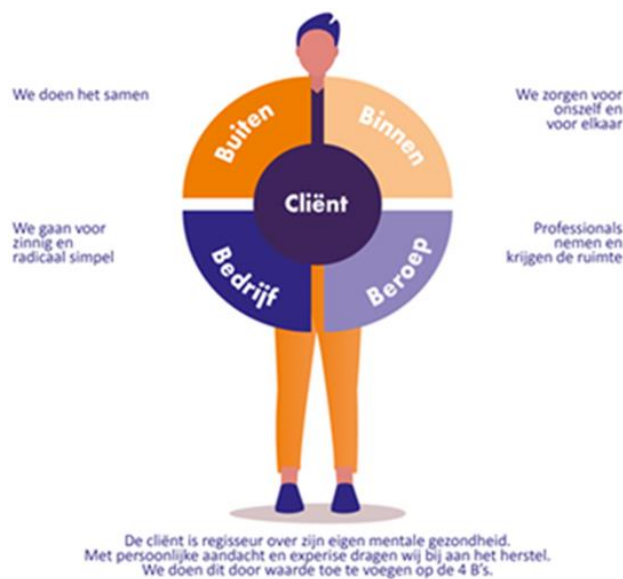 We doen het samen
We zorgen voor
onszelf en
voor elkaar
Buiten
Binnen
Cliënt
We gaan voor
zinnig en
radicaal simpel
Professionals
nemen en
krijgen de ruimte
Bedrijf
Beroep
De cliënt is regisseur over zijn eigen mentale gezondheid.
Met persoonlijke aandacht en experise dragen wij bij aan het herstel.
We doen dit door waarde toe te voegen op de 4 B's.